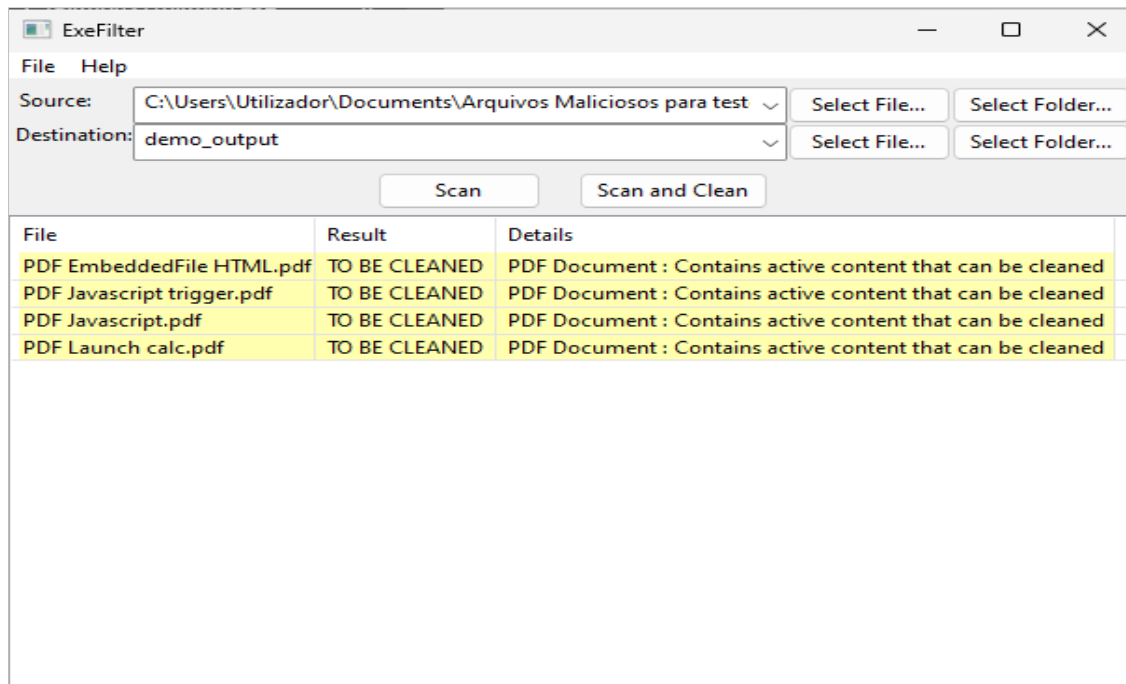 ExeFilter
File Help
Source: C:\Users\Utilizador\Documents\Arquivos Maliciosos para test Select File... Select Folder...
Destination: demo_output Select File... Select Folder...
Scan Scan and Clean
File Result Details
PDF EmbeddedFile HTML.pdf TO BE CLEANED PDF Document : Contains active content that can be cleaned
PDF Javascript trigger.pdf TO BE CLEANED PDF Document : Contains active content that can be cleaned
PDF Javascript.pdf TO BE CLEANED PDF Document : Contains active content that can be cleaned
PDF Launch calc.pdf TO BE CLEANED PDF Document : Contains active content that can be cleaned